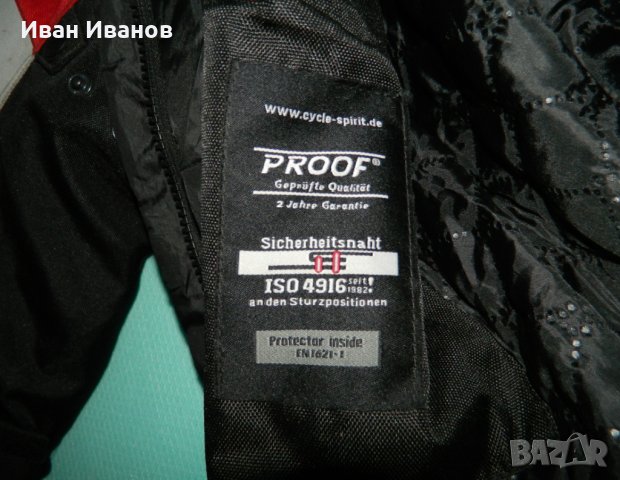 Иван Иванов
www.cycle-spirit.de
PROOF®
Geprüfte Qualität
2 Jahre Garantie
Sicherheitsnaht
ISO 4916 seit 1982
an den Sturzpositionen
Protector inside
EN1621-1
BAZAR